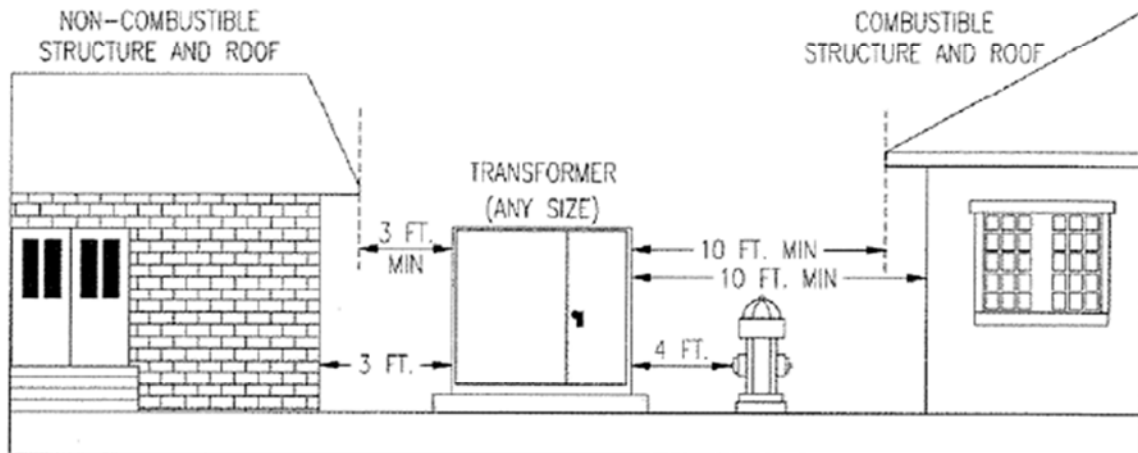 NON-COMBUSTIBLE
STRUCTURE AND ROOF
COMBUSTIBLE
STRUCTURE AND ROOF
TRANSFORMER
(ANY SIZE)
3 FT.
MIN
10 FT. MIN
10 FT. MIN
3 FT.
4 FT.